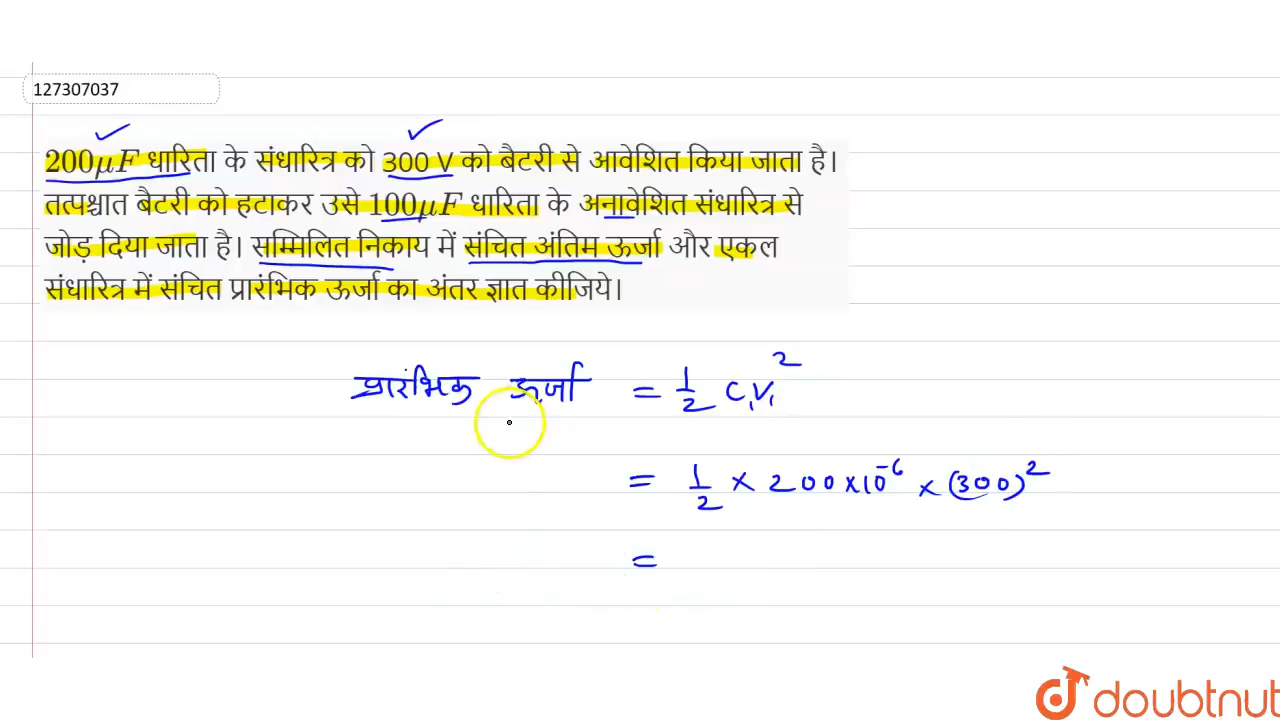 127307037
200μF धारिता के संधारित्र को 300 V को बैटरी से आवेशित किया जाता है।
तत्पश्चात बैटरी को हटाकर उसे 100μF धारिता के अनावेशित संधारित्र से
जोड़ दिया जाता है। सम्मिलित निकाय में संचित अंतिम ऊर्जा और एकल
संधारित्र में संचित प्रारंभिक ऊर्जा का अंतर ज्ञात कीजिये।
प्रारंभिक ऊर्जा = 1/2 C₁V₁²
= 1/2 × 200×10⁻⁶ × (300)²
=
doubtnut